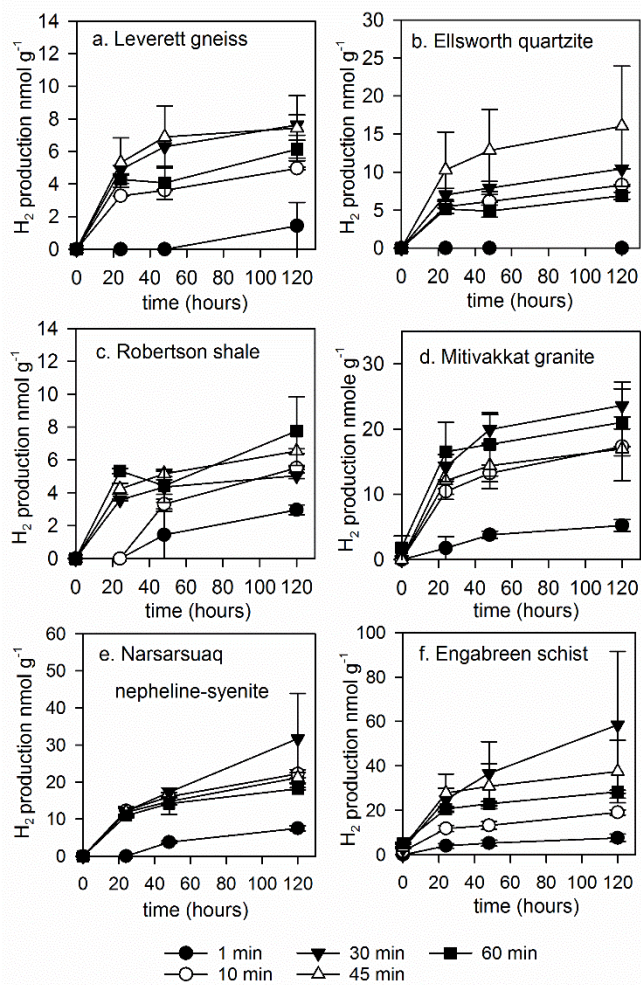 14
12
10
8
6
4
2
0
H₂ production nmol g⁻¹
a. Leverett gneiss
0 20 40 60 80 100 120
time (hours)
30
25
20
15
10
5
0
H₂ production nmol g⁻¹
b. Ellsworth quartzite
0 20 40 60 80 100 120
time (hours)
14
12
10
8
6
4
2
0
H₂ production nmol g⁻¹
c. Robertson shale
0 20 40 60 80 100 120
time (hours)
30
20
10
0
H₂ production nmole g⁻¹
d. Mitivakkat granite
0 20 40 60 80 100 120
time (hours)
60
50
40
30
20
10
0
H₂ production nmol g⁻¹
e. Narsarsuaq
nepheline-syenite
0 20 40 60 80 100 120
time (hours)
100
80
60
40
20
0
H₂ production nmol g⁻¹
f. Engabreen schist
0 20 40 60 80 100 120
time (hours)
1 min 30 min 60 min
10 min 45 min